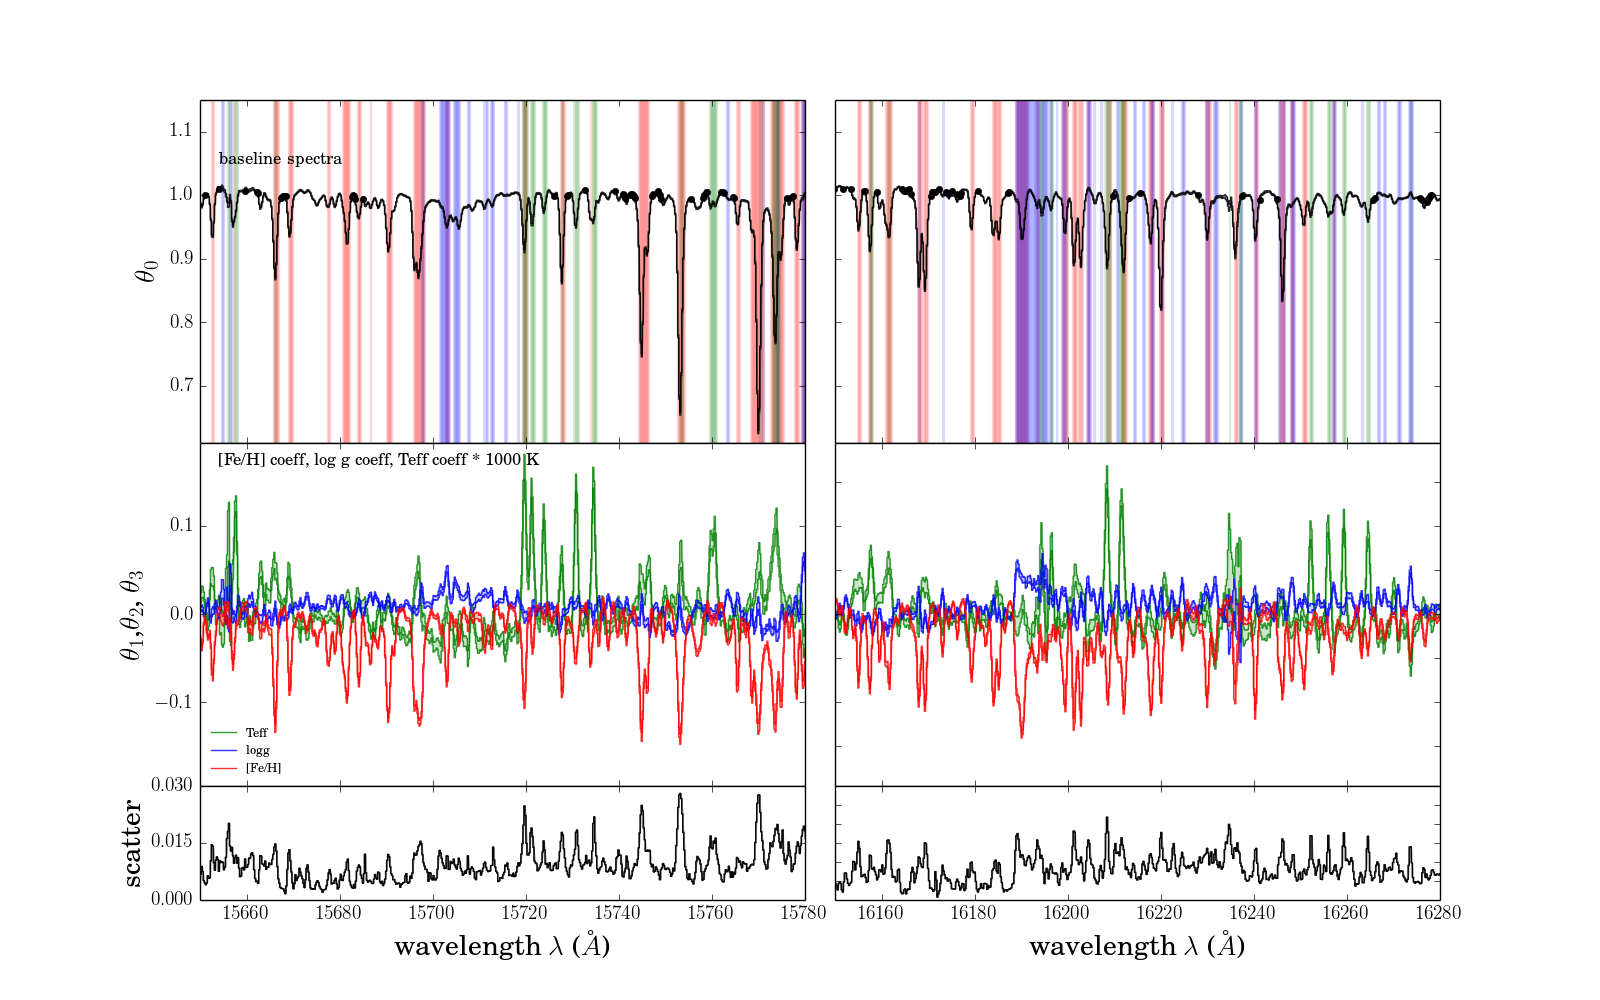 baseline spectra
1.1
1.0
0.9
0.8
0.7
θ₀
[Fe/H] coeff, log g coeff, Teff coeff * 1000 K
0.1
0.0
−0.1
θ₁,θ₂, θ₃
Teff
logg
[Fe/H]
0.030
0.015
0.000
scatter
15660 15680 15700 15720 15740 15760 15780
16160 16180 16200 16220 16240 16260 16280
wavelength λ (Å)
wavelength λ (Å)